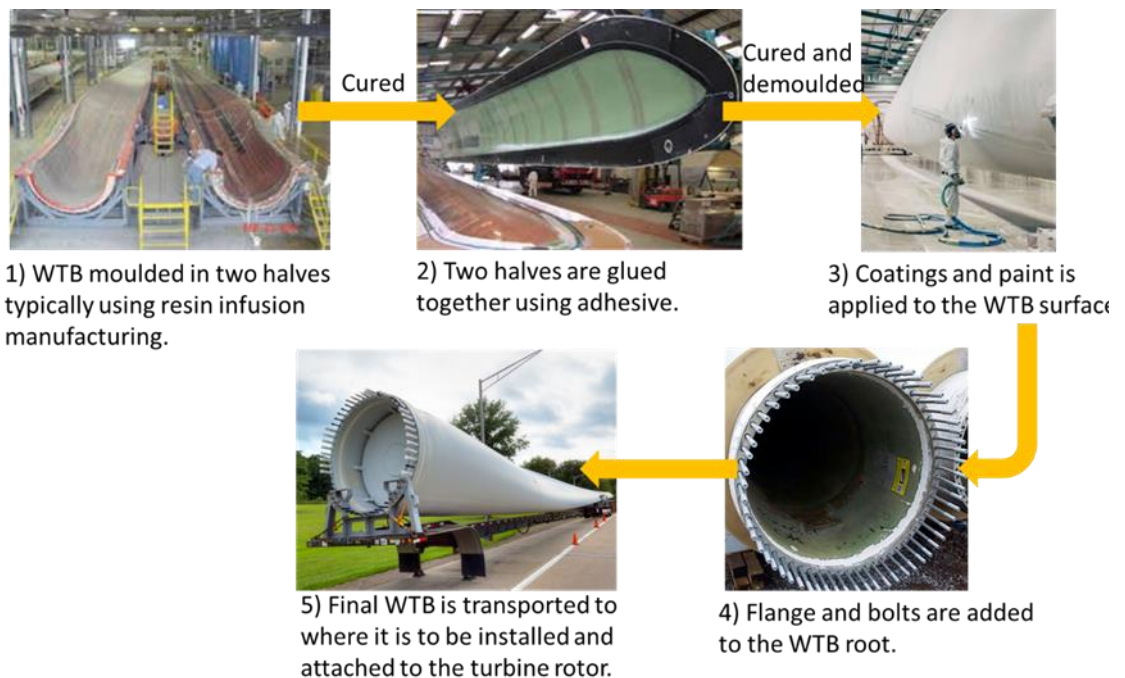 Cured
Cured and
demoulded
1) WTB moulded in two halves
typically using resin infusion
manufacturing.
2) Two halves are glued
together using adhesive.
3) Coatings and paint is
applied to the WTB surface
4) Flange and bolts are added
to the WTB root.
5) Final WTB is transported to
where it is to be installed and
attached to the turbine rotor.